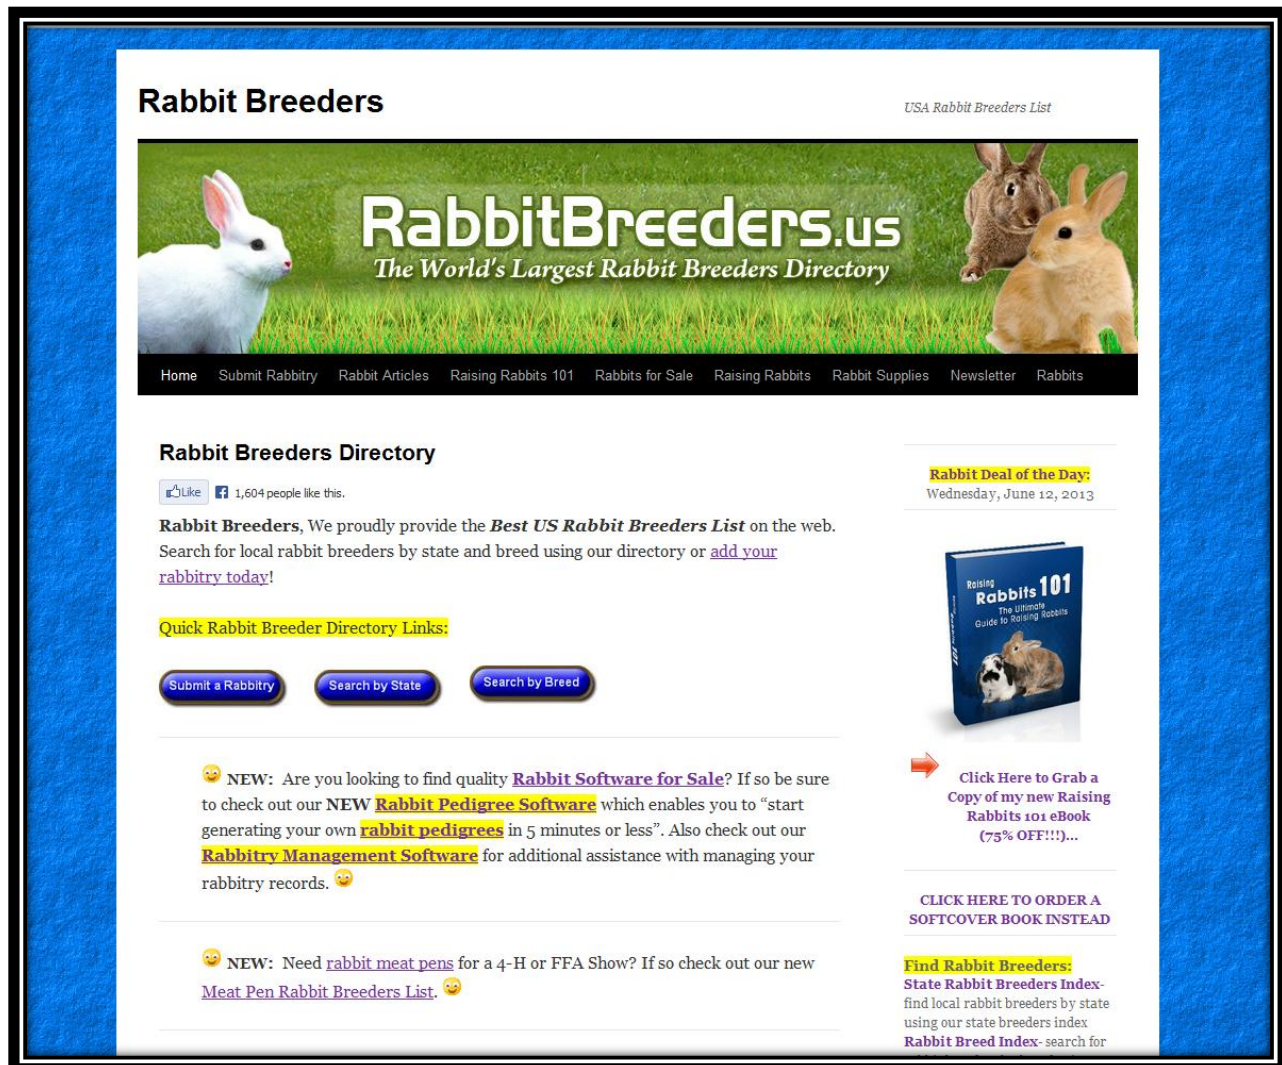 Rabbit Breeders
USA Rabbit Breeders List
RabbitBreeders.us
The World's Largest Rabbit Breeders Directory
Home Submit Rabbitry Rabbit Articles Raising Rabbits 101 Rabbits for Sale Raising Rabbits Rabbit Supplies Newsletter Rabbits
Rabbit Breeders Directory
Like 1,604 people like this.
Rabbit Breeders, We proudly provide the Best US Rabbit Breeders List on the web.
Search for local rabbit breeders by state and breed using our directory or add your
rabbitry today!
Quick Rabbit Breeder Directory Links:
Submit a Rabbitry Search by State Search by Breed
NEW: Are you looking to find quality Rabbit Software for Sale? If so be sure
to check out our NEW Rabbit Pedigree Software which enables you to “start
generating your own rabbit pedigrees in 5 minutes or less”. Also check out our
Rabbitry Management Software for additional assistance with managing your
rabbitry records.
NEW: Need rabbit meat pens for a 4-H or FFA Show? If so check out our new
Meat Pen Rabbit Breeders List.
Rabbit Deal of the Day:
Wednesday, June 12, 2013
Raising
Rabbits 101
The Ultimate
Guide to Raising Rabbits
Click Here to Grab a
Copy of my new Raising
Rabbits 101 eBook
(75% OFF!!!)...
CLICK HERE TO ORDER A
SOFTCOVER BOOK INSTEAD
Find Rabbit Breeders:
State Rabbit Breeders Index-
find local rabbit breeders by state
using our state breeders index
Rabbit Breed Index- search for